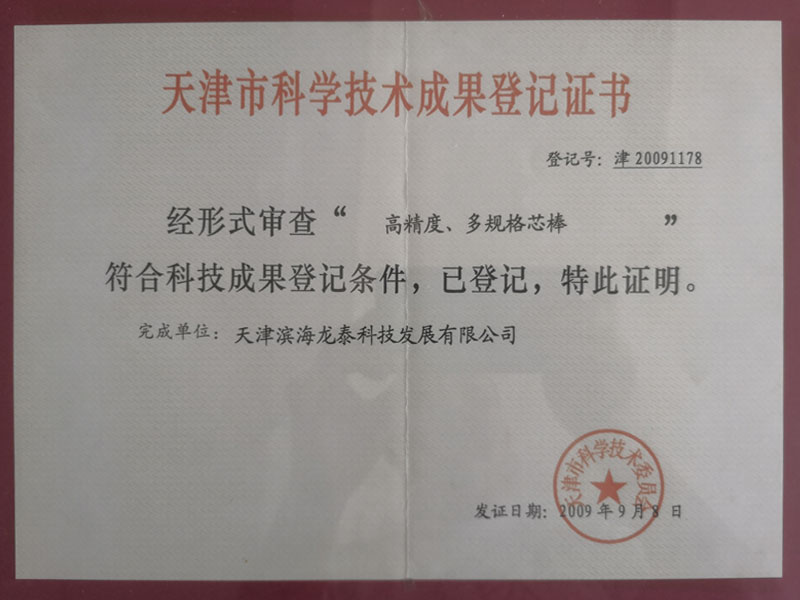 天津市科学技术成果登记证书
登记号：津 20091178
经形式审查“ 高精度、多规格芯棒 ”
符合科技成果登记条件，已登记，特此证明。
完成单位：天津滨海龙泰科技发展有限公司
天津市科学技术委员会
发证日期：2009 年 9 月 8 日